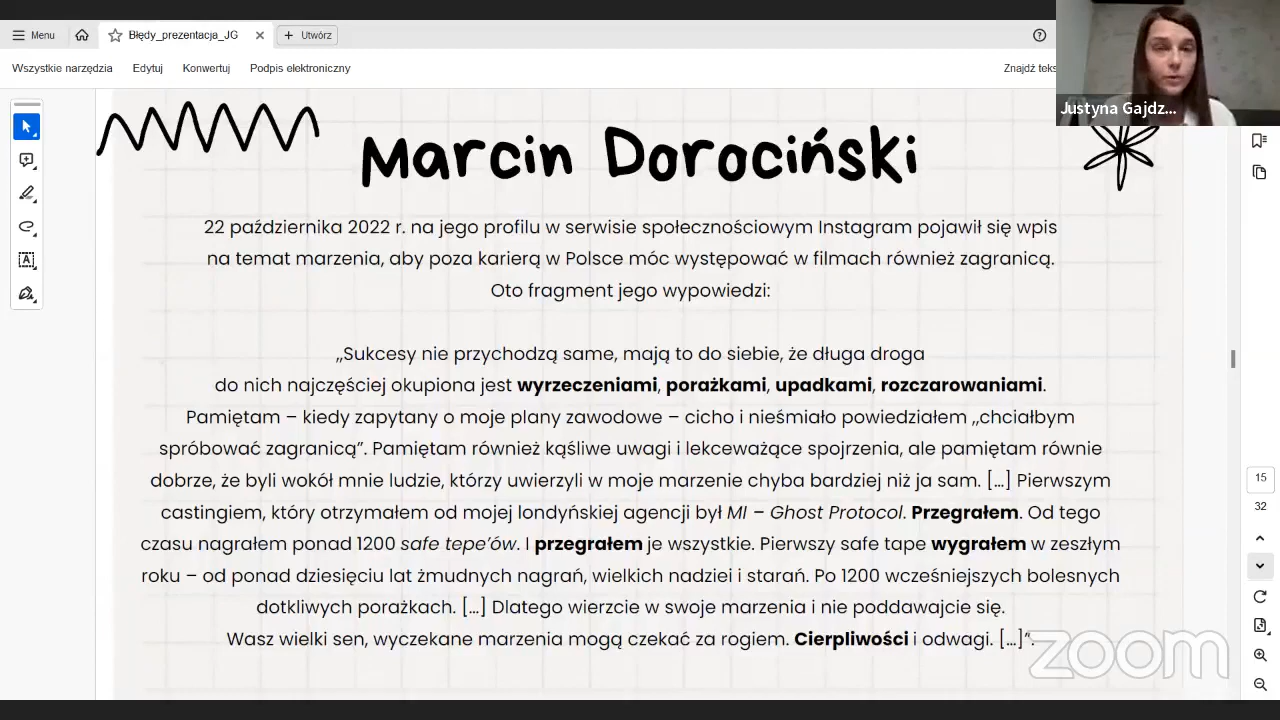 Menu
Błędy_prezentacja_JG
Utwórz
Wszystkie narzędzia
Edytuj
Konwertuj
Podpis elektroniczny
Znajdź teks
Justyna Gajdz...
Marcin Dorociński
22 października 2022 r. na jego profilu w serwisie społecznościowym Instagram pojawił się wpis
na temat marzenia, aby poza karierą w Polsce móc występować w filmach również zagranicą.
Oto fragment jego wypowiedzi:
„Sukcesy nie przychodzą same, mają to do siebie, że długa droga
do nich najczęściej okupiona jest wyrzeczeniami, porażkami, upadkami, rozczarowaniami.
Pamiętam – kiedy zapytany o moje plany zawodowe – cicho i nieśmiało powiedziałem „chciałbym
spróbować zagranicą”. Pamiętam również kąśliwe uwagi i lekceważące spojrzenia, ale pamiętam równie
dobrze, że byli wokół mnie ludzie, którzy uwierzyli w moje marzenie chyba bardziej niż ja sam. [...] Pierwszym
castingiem, który otrzymałem od mojej londyńskiej agencji był MI – Ghost Protocol. Przegrałem. Od tego
czasu nagrałem ponad 1200 safe tepe’ów. I przegrałem je wszystkie. Pierwszy safe tape wygrałem w zeszłym
roku – od ponad dziesięciu lat żmudnych nagrań, wielkich nadziei i starań. Po 1200 wcześniejszych bolesnych
dotkliwych porażkach. [...] Dlatego wierzcie w swoje marzenia i nie poddawajcie się.
Wasz wielki sen, wyczekane marzenia mogą czekać za rogiem. Cierpliwości i odwagi. [...]”.
15
32
zoom